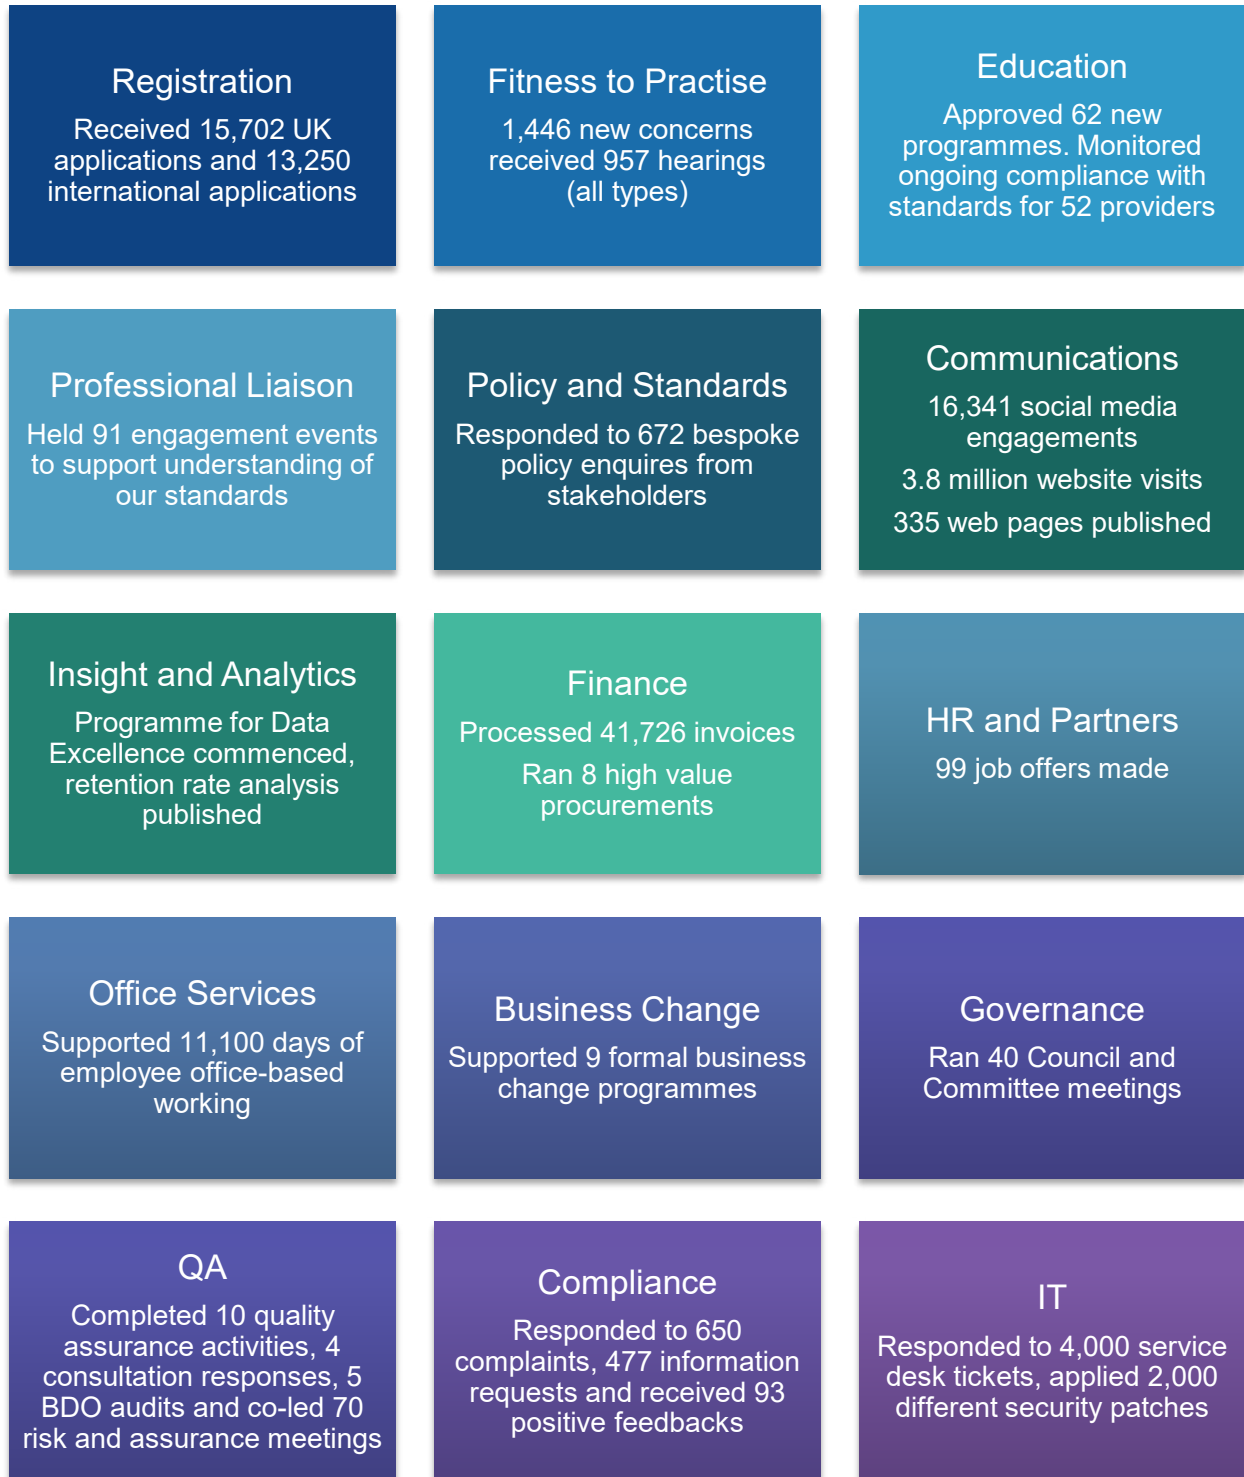 Registration
Received 15,702 UK
applications and 13,250
international applications
Fitness to Practise
1,446 new concerns
received 957 hearings
(all types)
Education
Approved 62 new
programmes. Monitored
ongoing compliance with
standards for 52 providers
Professional Liaison
Held 91 engagement events
to support understanding of
our standards
Policy and Standards
Responded to 672 bespoke
policy enquires from
stakeholders
Communications
16,341 social media
engagements
3.8 million website visits
335 web pages published
Insight and Analytics
Programme for Data
Excellence commenced,
retention rate analysis
published
Finance
Processed 41,726 invoices
Ran 8 high value
procurements
HR and Partners
99 job offers made
Office Services
Supported 11,100 days of
employee office-based
working
Business Change
Supported 9 formal business
change programmes
Governance
Ran 40 Council and
Committee meetings
QA
Completed 10 quality
assurance activities, 4
consultation responses, 5
BDO audits and co-led 70
risk and assurance meetings
Compliance
Responded to 650
complaints, 477 information
requests and received 93
positive feedbacks
IT
Responded to 4,000 service
desk tickets, applied 2,000
different security patches